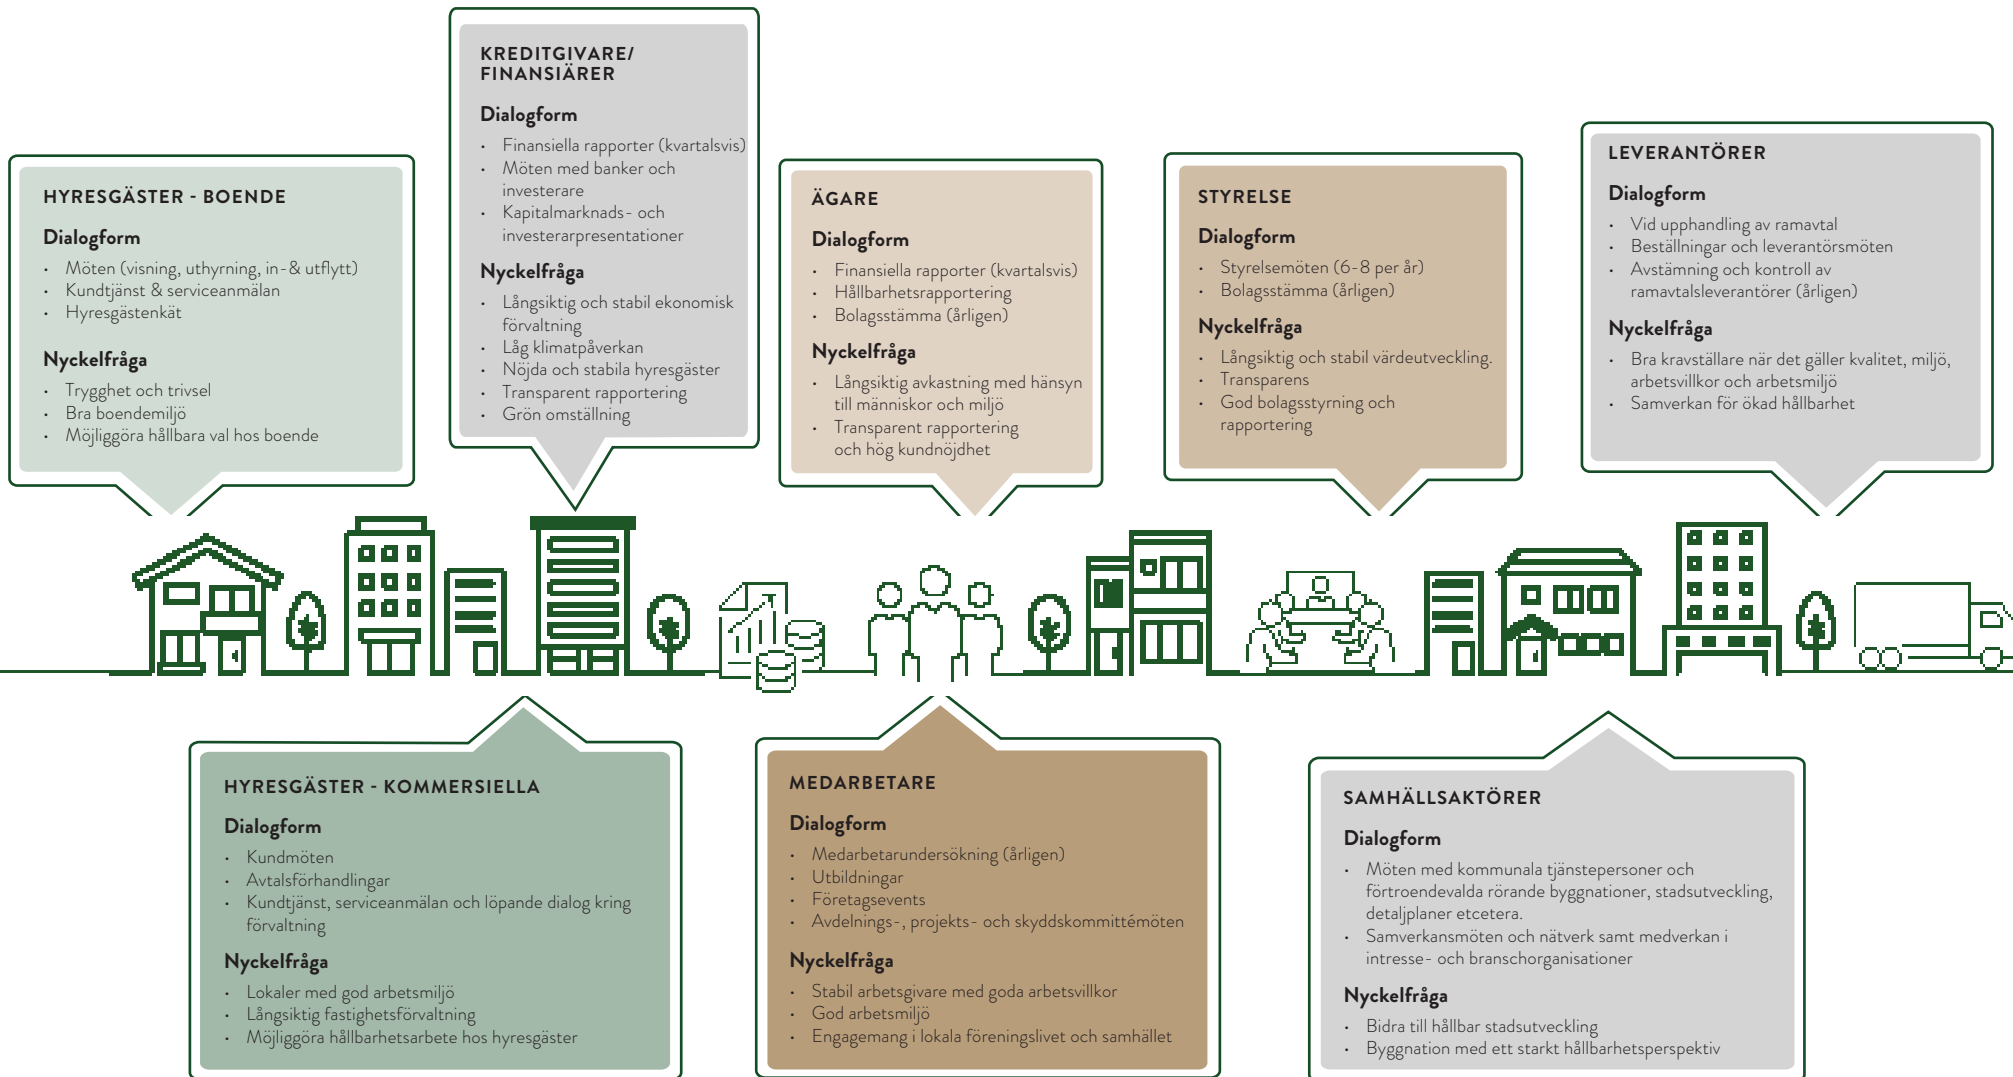 HYRESGÄSTER - BOENDE
Dialogform
• Möten (visning, uthyrning, in-& utflytt)
• Kundtjänst & serviceanmälan
• Hyresgästenkät
Nyckelfråga
• Trygghet och trivsel
• Bra boendemiljö
• Möjliggöra hållbara val hos boende
KREDITGIVARE/
FINANSIÄRER
Dialogform
• Finansiella rapporter (kvartalsvis)
• Möten med banker och
investerare
• Kapitalmarknads- och
investerarpresentationer
Nyckelfråga
• Långsiktig och stabil ekonomisk
förvaltning
• Låg klimatpåverkan
• Nöjda och stabila hyresgäster
• Transparent rapportering
• Grön omställning
ÄGARE
Dialogform
• Finansiella rapporter (kvartalsvis)
• Hållbarhetsrapportering
• Bolagsstämma (årligen)
Nyckelfråga
• Långsiktig avkastning med hänsyn
till människor och miljö
• Transparent rapportering
och hög kundnöjdhet
STYRELSE
Dialogform
• Styrelsemöten (6-8 per år)
• Bolagsstämma (årligen)
Nyckelfråga
• Långsiktig och stabil värdeutveckling.
• Transparens
• God bolagsstyrning och
rapportering
LEVERANTÖRER
Dialogform
• Vid upphandling av ramavtal
• Beställningar och leverantörsmöten
• Avstämning och kontroll av
ramavtalsleverantörer (årligen)
Nyckelfråga
• Bra kravställare när det gäller kvalitet, miljö,
arbetsvillkor och arbetsmiljö
• Samverkan för ökad hållbarhet
HYRESGÄSTER - KOMMERSIELLA
Dialogform
• Kundmöten
• Avtalsförhandlingar
• Kundtjänst, serviceanmälan och löpande dialog kring
förvaltning
Nyckelfråga
• Lokaler med god arbetsmiljö
• Långsiktig fastighetsförvaltning
• Möjliggöra hållbarhetsarbete hos hyresgäster
MEDARBETARE
Dialogform
• Medarbetarundersökning (årligen)
• Utbildningar
• Företagsevents
• Avdelnings-, projekts- och skyddskommittémöten
Nyckelfråga
• Stabil arbetsgivare med goda arbetsvillkor
• God arbetsmiljö
• Engagemang i lokala föreningslivet och samhället
SAMHÄLLSAKTÖRER
Dialogform
• Möten med kommunala tjänstepersoner och
förtroendevalda rörande byggnationer, stadsutveckling,
detaljplaner etcetera.
• Samverkansmöten och nätverk samt medverkan i
intresse- och branschorganisationer
Nyckelfråga
• Bidra till hållbar stadsutveckling
• Byggnation med ett starkt hållbarhetsperspektiv